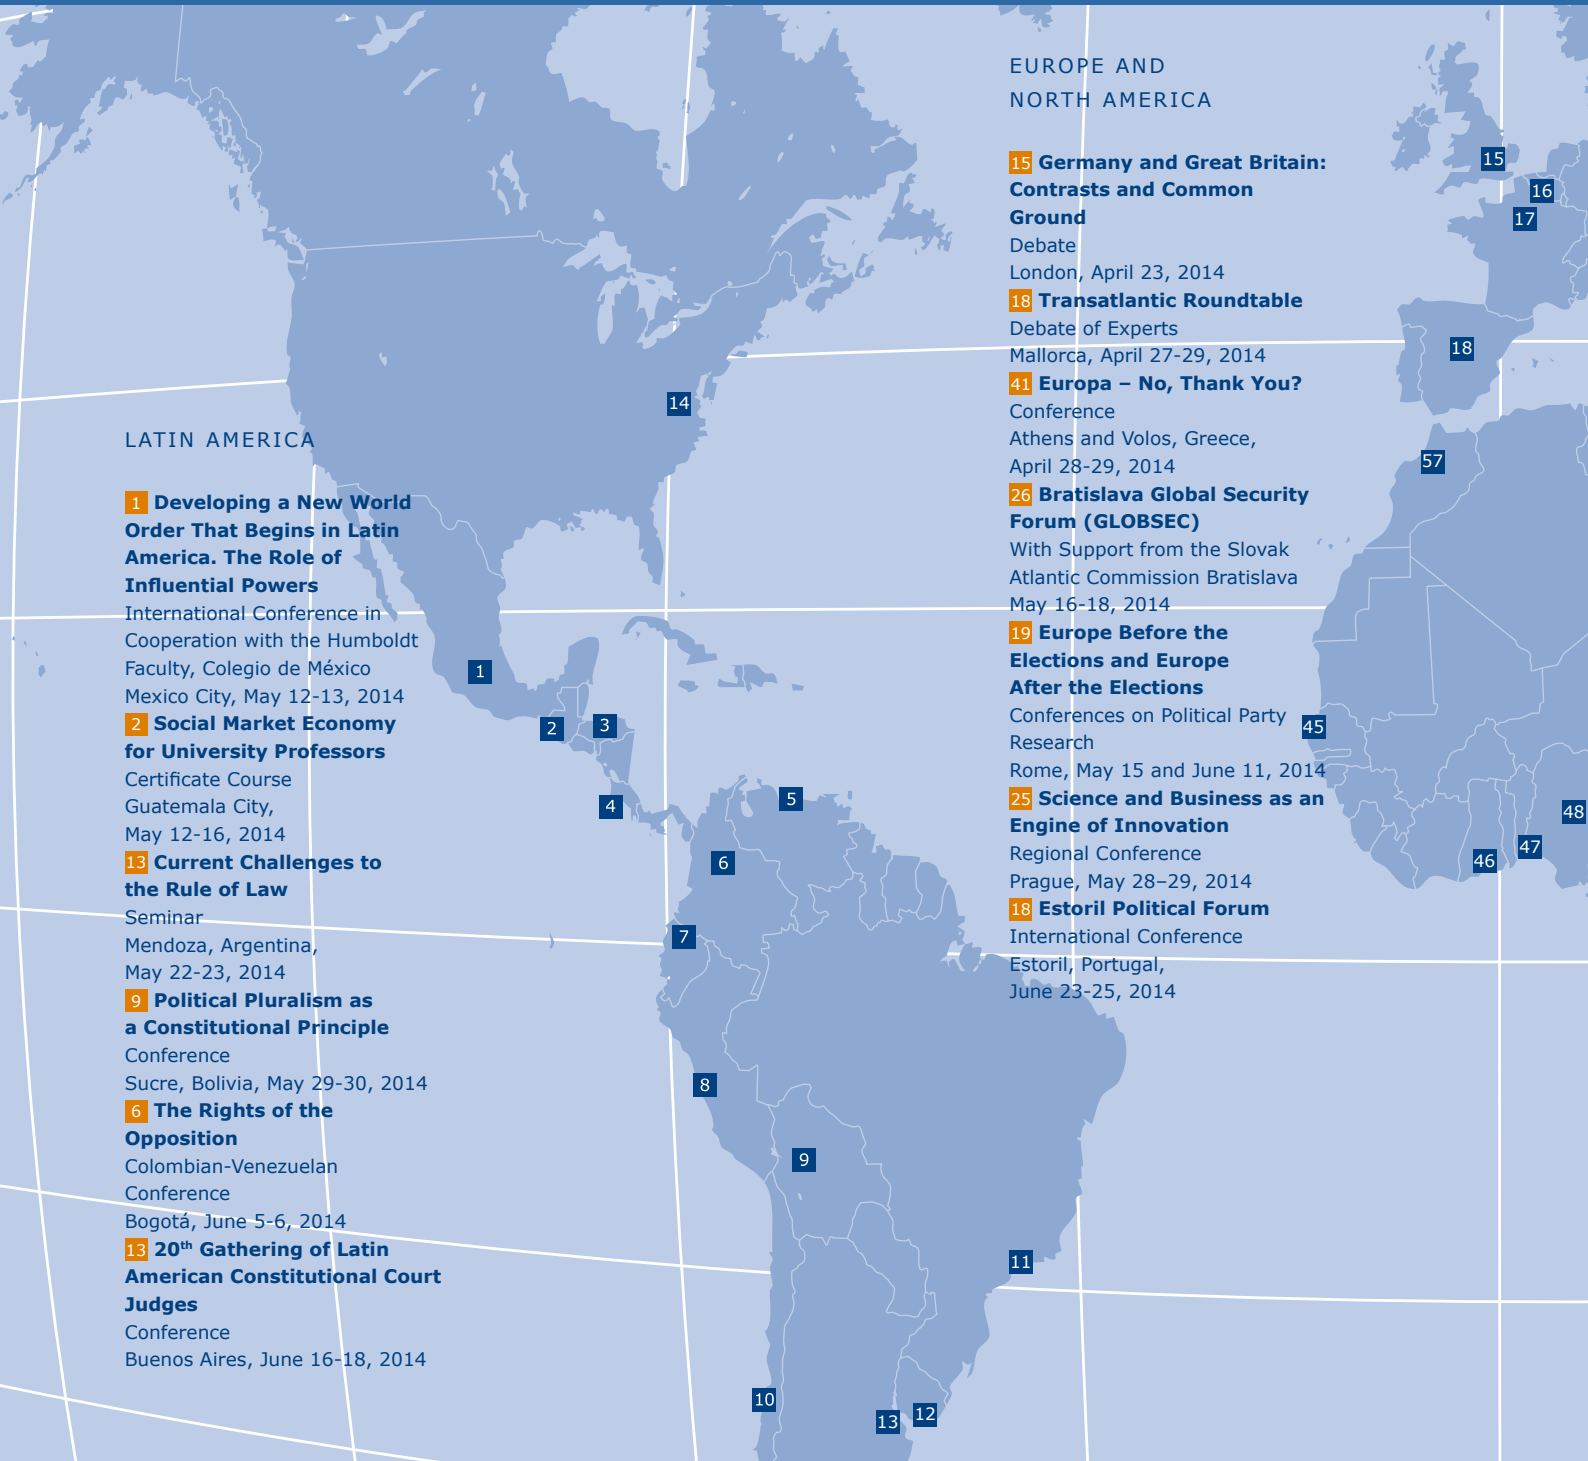 LATIN AMERICA
1 Developing a New World
Order That Begins in Latin
America. The Role of
Influential Powers
International Conference in
Cooperation with the Humboldt
Faculty, Colegio de México
Mexico City, May 12-13, 2014
2 Social Market Economy
for University Professors
Certificate Course
Guatemala City,
May 12-16, 2014
13 Current Challenges to
the Rule of Law
Seminar
Mendoza, Argentina,
May 22-23, 2014
9 Political Pluralism as
a Constitutional Principle
Conference
Sucre, Bolivia, May 29-30, 2014
6 The Rights of the
Opposition
Colombian-Venezuelan
Conference
Bogotá, June 5-6, 2014
13 20th Gathering of Latin
American Constitutional Court
Judges
Conference
Buenos Aires, June 16-18, 2014
EUROPE AND
NORTH AMERICA
15 Germany and Great Britain:
Contrasts and Common
Ground
Debate
London, April 23, 2014
18 Transatlantic Roundtable
Debate of Experts
Mallorca, April 27-29, 2014
41 Europa – No, Thank You?
Conference
Athens and Volos, Greece,
April 28-29, 2014
26 Bratislava Global Security
Forum (GLOBSEC)
With Support from the Slovak
Atlantic Commission Bratislava
May 16-18, 2014
19 Europe Before the
Elections and Europe
After the Elections
Conferences on Political Party
Research
Rome, May 15 and June 11, 2014
25 Science and Business as an
Engine of Innovation
Regional Conference
Prague, May 28–29, 2014
18 Estoril Political Forum
International Conference
Estoril, Portugal,
June 23-25, 2014
15
16
17
18
14
57
1
2
3
45
4
5
48
47
46
6
7
8
9
11
10
13
12